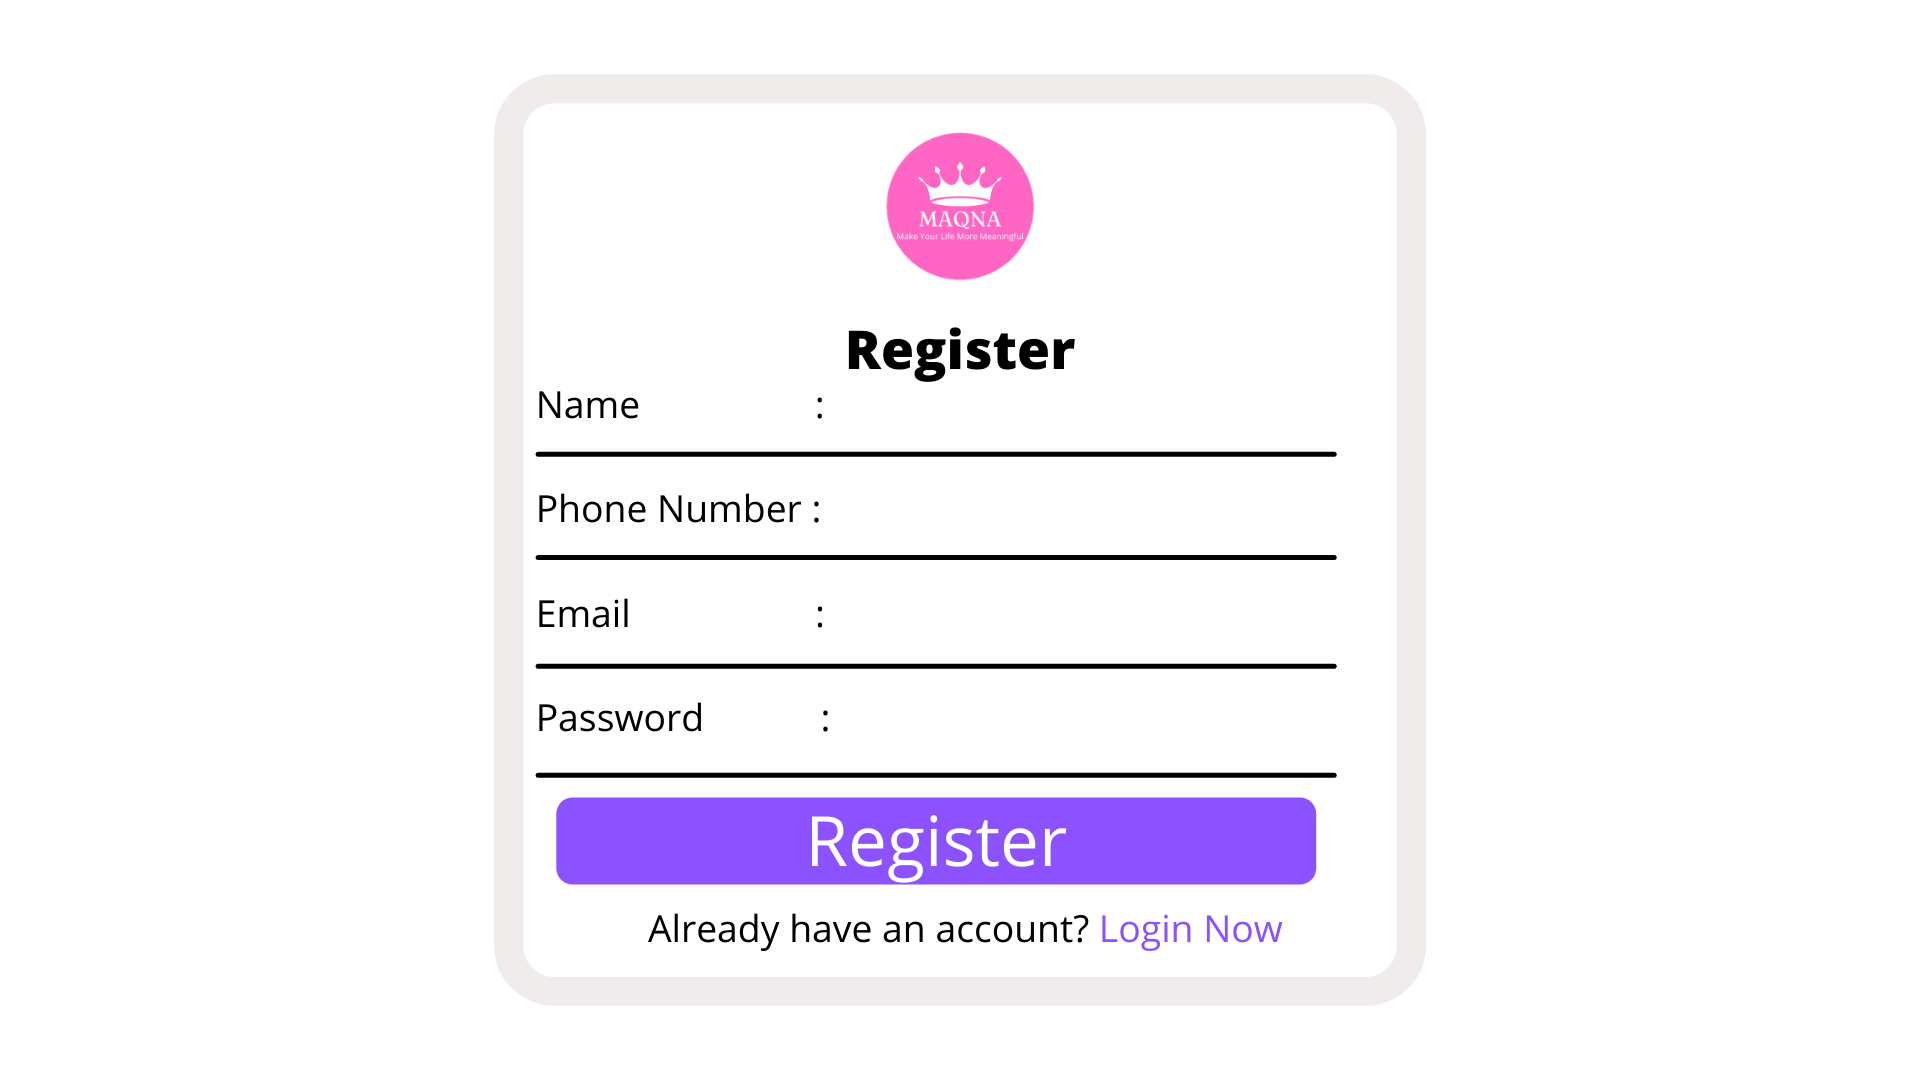 MAQNA
Make Your Life More Meaningful
Register
Name :
Phone Number :
Email :
Password :
Register
Already have an account? Login Now